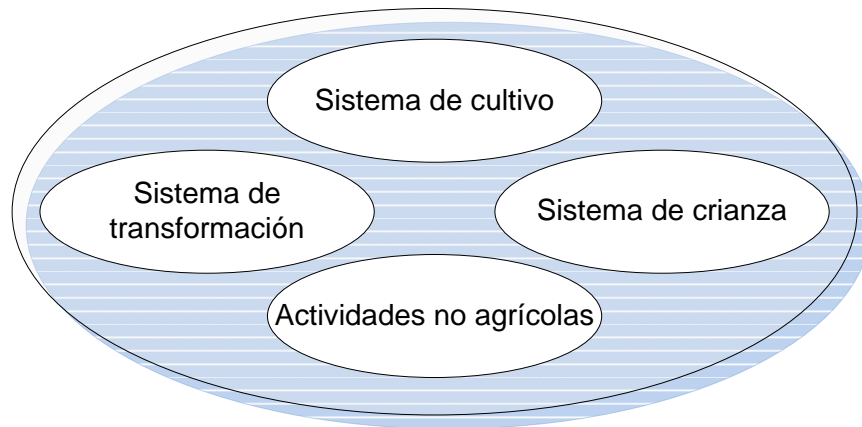 Sistema de cultivo
Sistema de
transformación
Sistema de crianza
Actividades no agrícolas